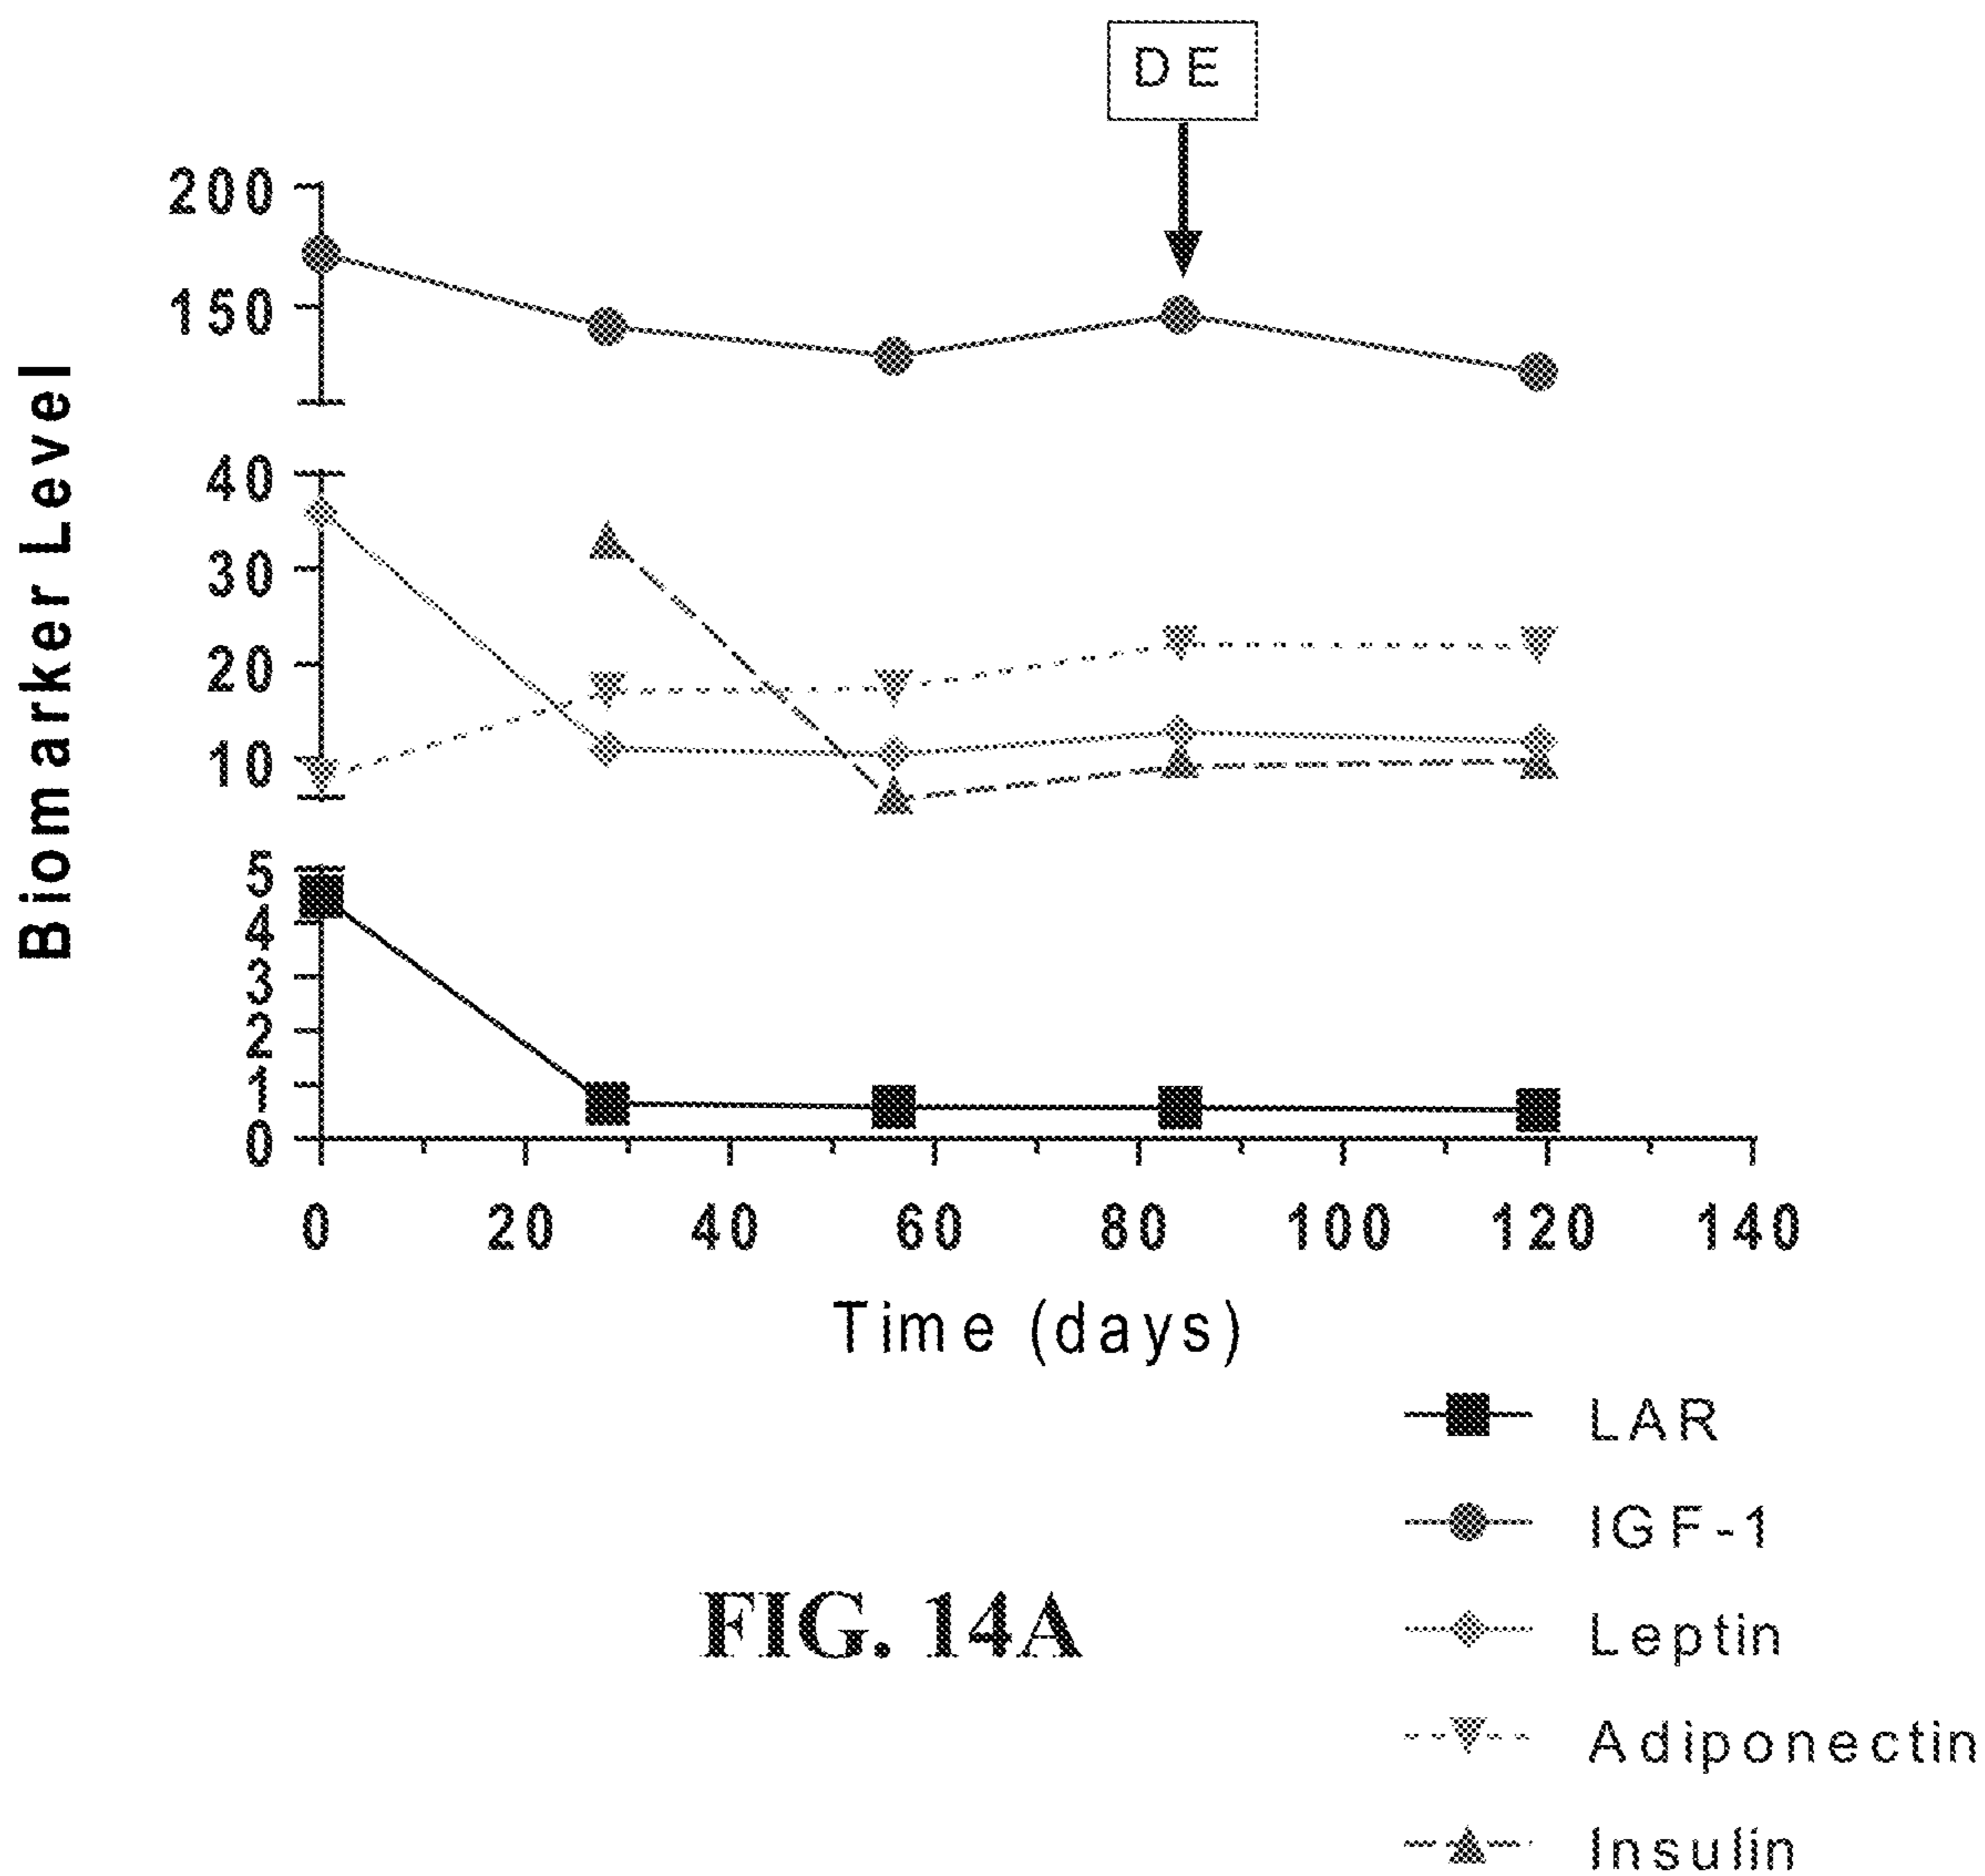 DE
200
150
40
30
20
10
5
4
3
2
1
0
Biomarker Level
0 20 40 60 80 100 120 140
Time (days)
LAR
IGF-1
Leptin
Adiponectin
Insulin
FIG. 14A